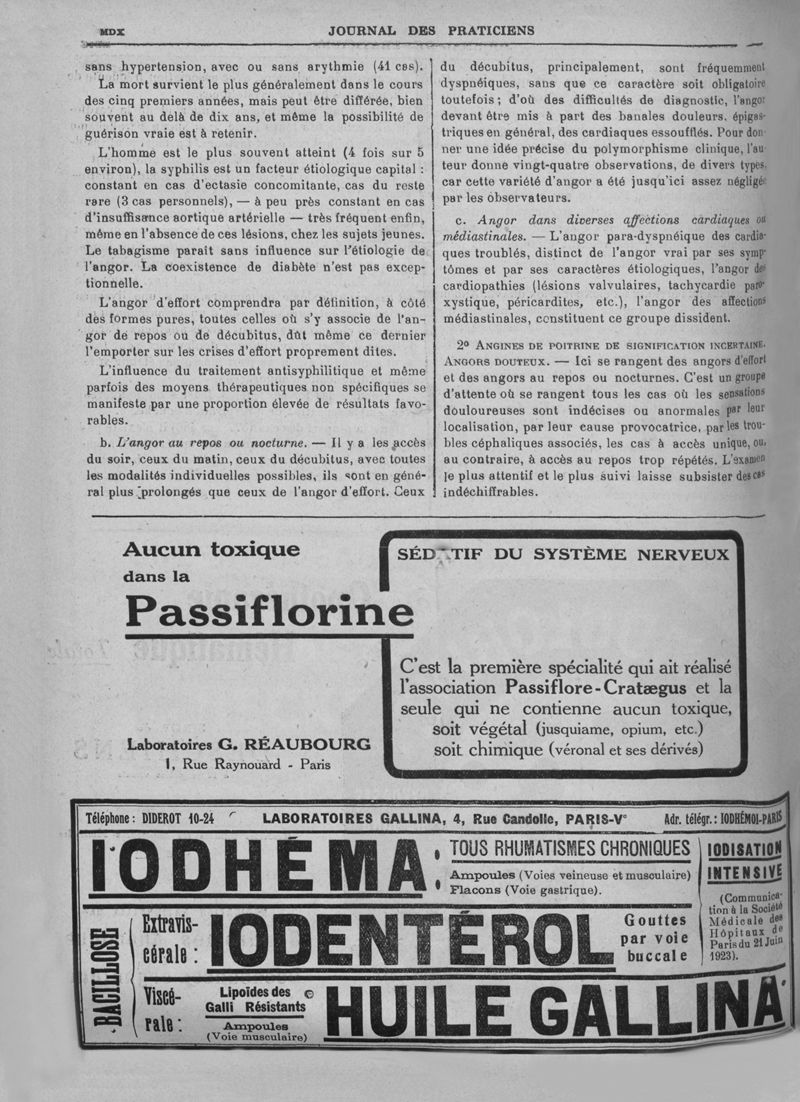 MDX
JOURNAL DES PRATICIENS
sans hypertension, avec ou sans arythmie (41 cas).
La mort survient le plus généralement dans le cours
des cinq premiers années, mais peut être différée, bien
souvent au delà de dix ans, et même la possibilité de
guérison vraie est à retenir.
L'homme est le plus souvent atteint (4 fois sur 5
environ), la syphilis est un facteur étiologique capital :
constant en cas d'ectasie concomitante, cas du reste
rare (3 cas personnels), — à peu près constant en cas
d'insuffisance aortique artérielle — très fréquent enfin,
même en l'absence de ces lésions, chez les sujets jeunes.
Le tabagisme paraît sans influence sur l'étiologie de
l'angor. La coexistence de diabète n'est pas excep-
tionnelle.
L'angor d'effort comprendra par définition, à côté
des formes pures, toutes celles où s'y associe de l'an-
gor de repos ou de décubitus, dût même ce dernier
l'emporter sur les crises d'effort proprement dites.
L'influence du traitement antisyphilitique et même
parfois des moyens thérapeutiques non spécifiques se
manifeste par une proportion élevée de résultats favo-
rables.
b. L'angor au repos ou nocturne. — Il y a les accès
du soir, ceux du matin, ceux du décubitus, avec toutes
les modalités individuelles possibles, ils sont en géné-
ral plus prolongés que ceux de l'angor d'effort. Ceux
du décubitus, principalement, sont fréquemment
dyspnéiques, sans que ce caractère soit obligatoire
toutefois ; d'où des difficultés de diagnostic, l'angor
devant être mis à part des banales douleurs, épigas-
triques en général, des cardiaques essoufflés. Pour don-
ner une idée précise du polymorphisme clinique, l'au-
teur donne vingt-quatre observations, de divers types,
car cette variété d'angor a été jusqu'ici assez négligée
par les observateurs.
c. Angor dans diverses affections cardiaques ou
médiastinales. — L'angor para-dyspnéique des cardia-
ques troublés, distinct de l'angor vrai par ses symp-
tômes et par ses caractères étiologiques, l'angor des
cardiopathies (lésions valvulaires, tachycardie paro-
xystique, péricardites, etc.), l'angor des affections
médiastinales, constituent ce groupe dissident.
2° ANGINES DE POITRINE DE SIGNIFICATION INCERTAINE.
ANGORS DOUTEUX. — Ici se rangent des angors d'effort
et des angors au repos ou nocturnes. C'est un groupe
d'attente où se rangent tous les cas où les sensations
douloureuses sont indécises ou anormales par leur
localisation, par leur cause provocatrice, par les trou-
bles céphaliques associés, les cas à accès unique, ou,
au contraire, à accès au repos trop répétés. L'examen
le plus attentif et le plus suivi laisse subsister des cas
indéchiffrables.
Aucun toxique
dans la
Passiflorine
Laboratoires G. RÉAUBOURG
1, Rue Raynouard - Paris
SÉDATIF DU SYSTÈME NERVEUX
C'est la première spécialité qui ait réalisé
l'association Passiflore-Cratægus et la
seule qui ne contienne aucun toxique,
soit végétal (jusquiame, opium, etc.)
soit chimique (véronal et ses dérivés)
Téléphone : DIDEROT 10-24 LABORATOIRES GALLINA, 4, Rue Candolle, PARIS-Ve Adr. télégr. : IODHÉMOI-PARIS
IODHÉMA :
TOUS RHUMATISMES CHRONIQUES
Ampoules (Voies veineuse et musculaire)
Flacons (Voie gastrique).
IODISATION
INTENSIVE
(Communica-
tion à la Société
Médicale des
Hôpitaux de
Paris du 21 Juin
1923).
BACILLOSE
Extravis-
cérale :
IODENTÉROL
Gouttes
par voie
buccale
Viscé-
rale :
Lipoïdes des
Galli Résistants
Ampoules
(Voie musculaire)
HUILE GALLINA